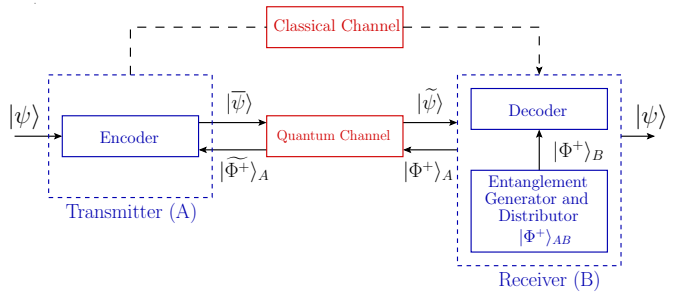 Classical Channel
|ψ⟩
Encoder
Transmitter (A)
|ψ̅⟩
|Φ̃⁺⟩_A
Quantum Channel
|ψ̃⟩
|Φ⁺⟩_A
Decoder
|Φ⁺⟩_B
Entanglement
Generator and
Distributor
|Φ⁺⟩_AB
Receiver (B)
|ψ⟩